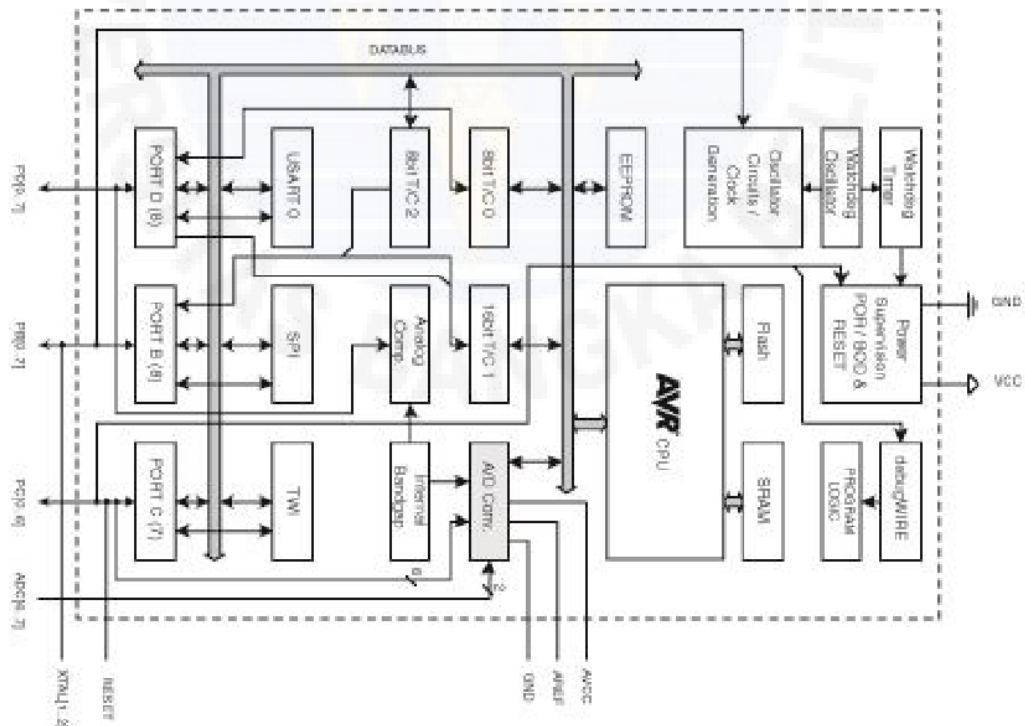 DATABUS
PORT D (8)
USART 0
8bit T/C 2
8bit T/C 0
EEPROM
Oscillator
Circuits /
Clock
Generation
Watchdog
Oscillator
Watchdog
Timer
PD[0..7]
PORT B (8)
SPI
Analog
Comp.
16bit T/C 1
AVR CPU
Flash
Power
Supervision
POR / BOD &
RESET
GND
VCC
PB[0..7]
PORT C (7)
TWI
Internal
Bandgap
A/D Conv.
SRAM
PROGRAM
LOGIC
debugWIRE
PC[0..6]
6
2
ADC[6..7]
XTAL[1..2]
RESET
GND
AREF
AVCC